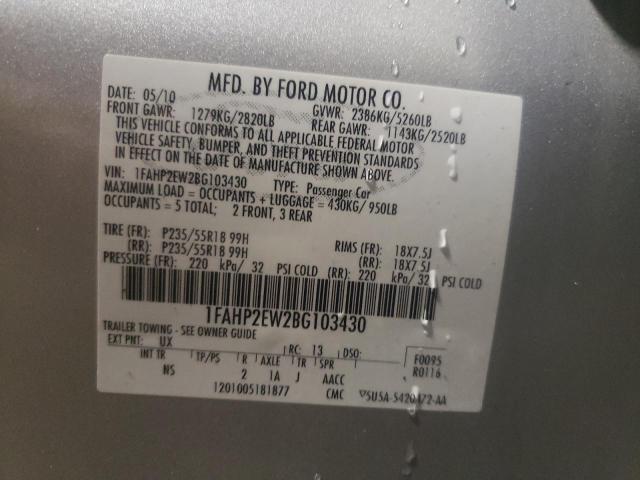 MFD. BY FORD MOTOR CO.
DATE: 05/10 GVWR: 2386KG/5260LB
FRONT GAWR: 1279KG/2820LB REAR GAWR: 1143KG/2520LB
THIS VEHICLE CONFORMS TO ALL APPLICABLE FEDERAL MOTOR
VEHICLE SAFETY, BUMPER, AND THEFT PREVENTION STANDARDS
IN EFFECT ON THE DATE OF MANUFACTURE SHOWN ABOVE.
VIN: 1FAHP2EW2BG103430 TYPE: Passenger Car
MAXIMUM LOAD = OCCUPANTS + LUGGAGE = 430KG/ 950LB
OCCUPANTS = 5 TOTAL; 2 FRONT, 3 REAR
TIRE (FR): P235/55R18 99H RIMS (FR): 18X7.5J
(RR): P235/55R18 99H (RR): 18X7.5J
PRESSURE (FR): 220 kPa/ 32 PSI COLD (RR): 220 kPa/ 32 PSI COLD
1FAHP2EW2BG103430
TRAILER TOWING - SEE OWNER GUIDE
EXT PNT: UX RC: 13 DSO: F0095
INT TR TP/PS R AXLE TR SPR R0116
NS 2 1A J AACC
1201005181877 CMC 5U5A-5420472-AA